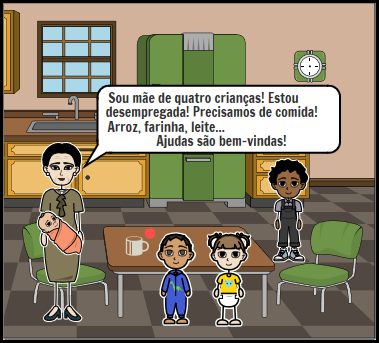 Sou mãe de quatro crianças! Estou
desempregada! Precisamos de comida!
Arroz, farinha, leite...
Ajudas são bem-vindas!